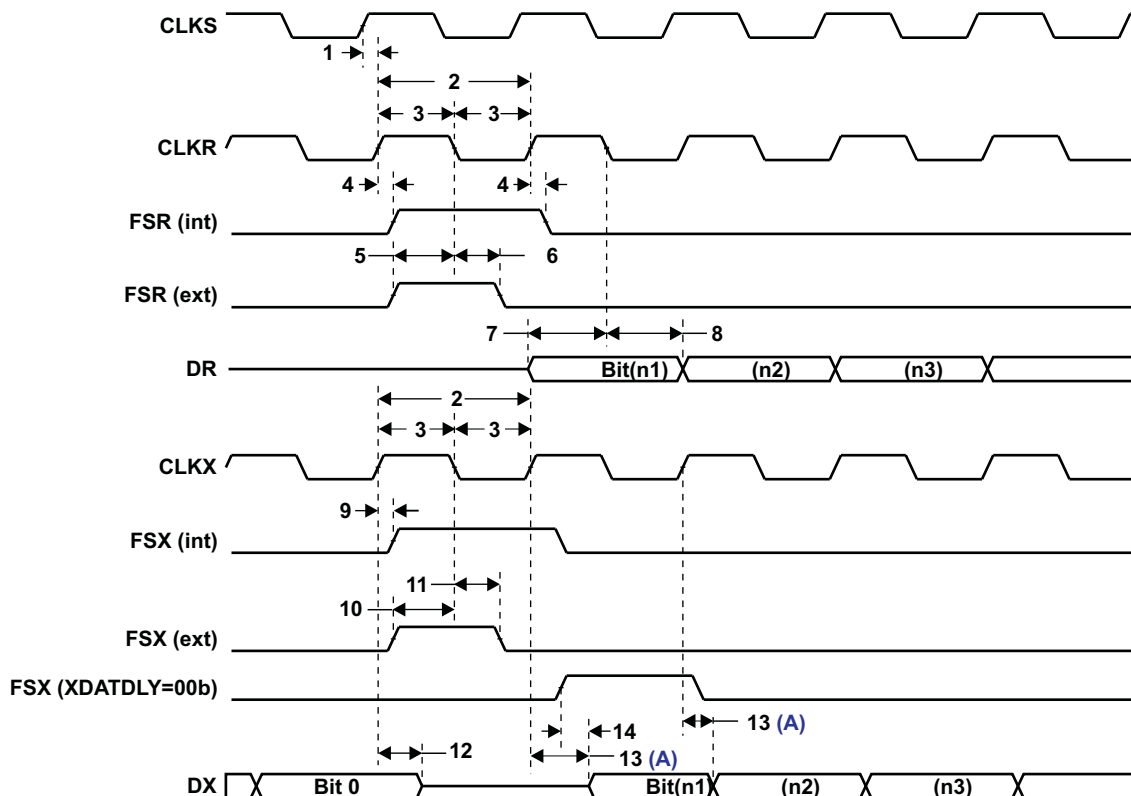 CLKS
1
2
3 3
CLKR
4 4
FSR (int)
5 6
FSR (ext)
7 8
DR Bit(n1) (n2) (n3)
2
3 3
CLKX
9
FSX (int)
11
10
FSX (ext)
FSX (XDATDLY=00b)
14 13 (A)
12 13 (A)
DX Bit 0 Bit(n1) (n2) (n3)